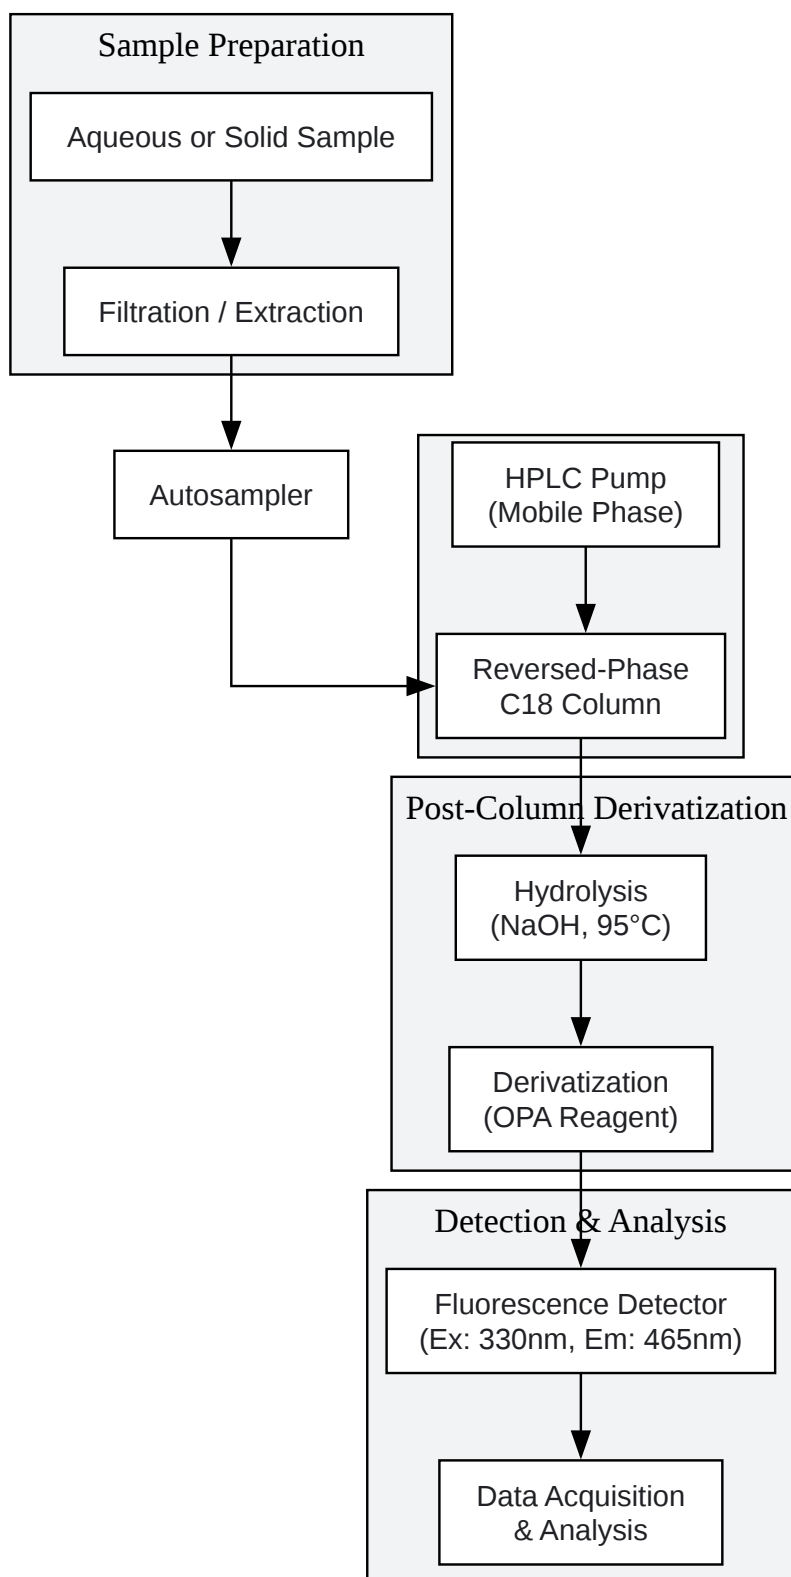 Sample Preparation
Aqueous or Solid Sample
Filtration / Extraction
Autosampler
HPLC Pump
(Mobile Phase)
Reversed-Phase
C18 Column
Post-Column Derivatization
Hydrolysis
(NaOH, 95°C)
Derivatization
(OPA Reagent)
Detection & Analysis
Fluorescence Detector
(Ex: 330nm, Em: 465nm)
Data Acquisition
& Analysis